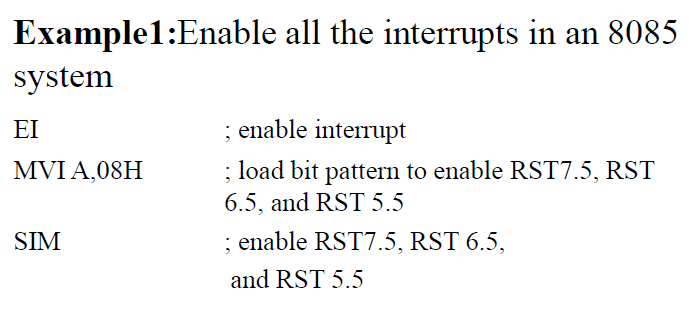 Example1:Enable all the interrupts in an 8085
system
EI ; enable interrupt
MVI A,08H ; load bit pattern to enable RST7.5, RST
6.5, and RST 5.5
SIM ; enable RST7.5, RST 6.5,
and RST 5.5